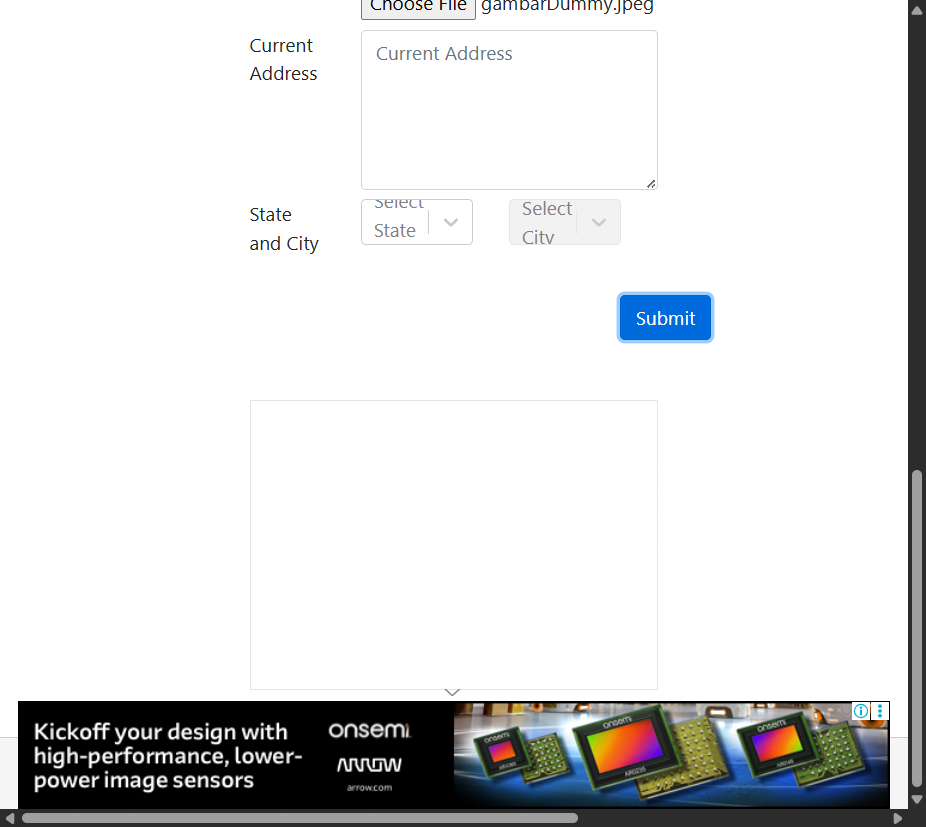 Choose File gambarDummy.jpeg
Current
Address
Current Address
State
and City
Select
State
Select
City
Submit
Kickoff your design with
high-performance, lower-
power image sensors
onsemi
ARROW
arrow.com
onsemi
onsemi
AR0235
onsemi